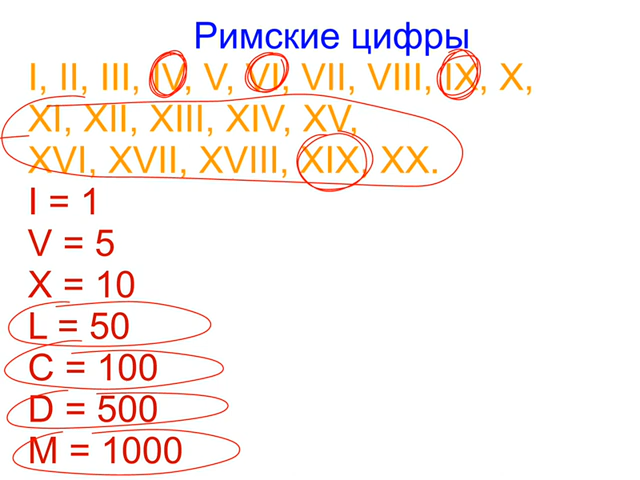 Римские цифры
I, II, III, IV, V, VI, VII, VIII, IX, X,
XI, XII, XIII, XIV, XV,
XVI, XVII, XVIII, XIX, XX.
I = 1
V = 5
X = 10
L = 50
C = 100
D = 500
M = 1000